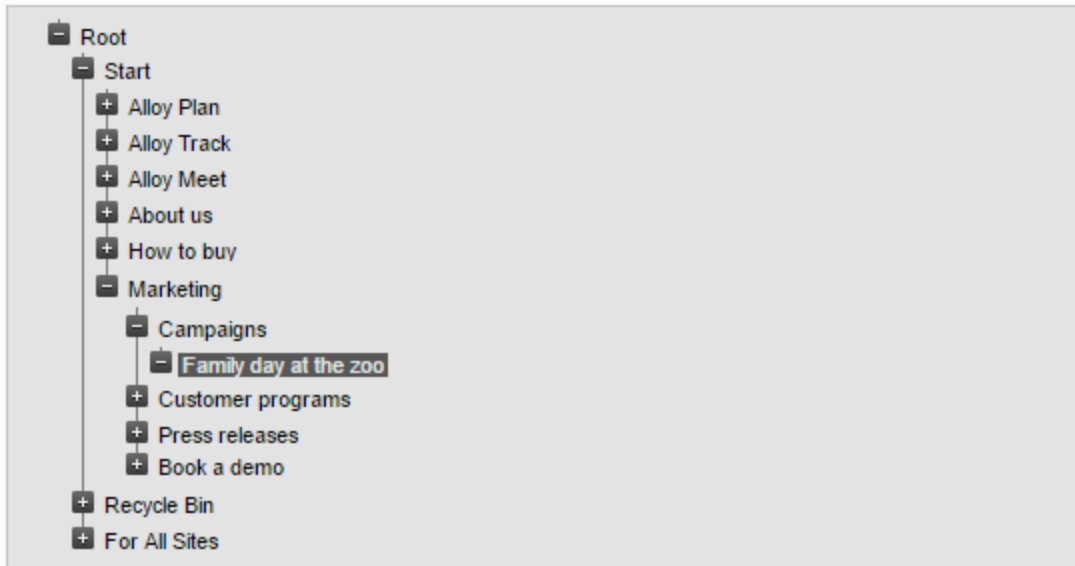 Root
Start
Alloy Plan
Alloy Track
Alloy Meet
About us
How to buy
Marketing
Campaigns
Family day at the zoo
Customer programs
Press releases
Book a demo
Recycle Bin
For All Sites